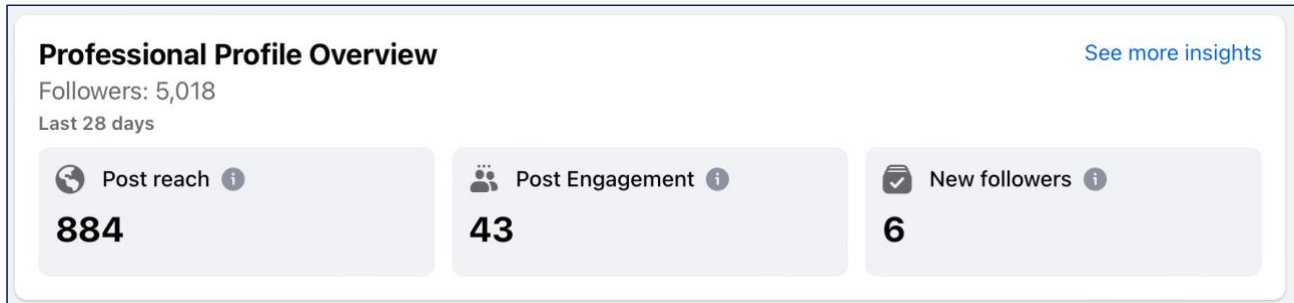 Professional Profile Overview
See more insights
Followers: 5,018
Last 28 days
Post reach
Post Engagement
New followers
884
43
6